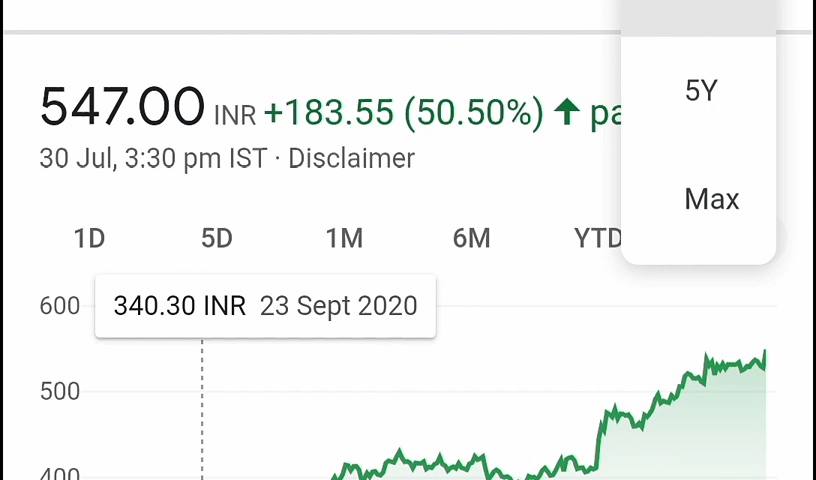 5Y
547.00 INR +183.55 (50.50%) pa
30 Jul, 3:30 pm IST · Disclaimer
Max
1D 5D 1M 6M YTD
600
340.30 INR 23 Sept 2020
500
400